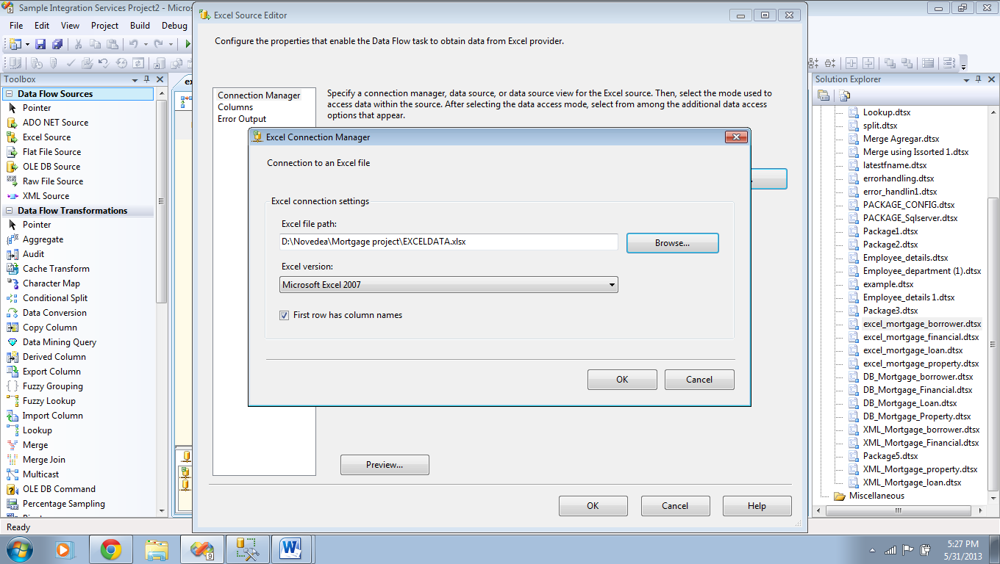 Sample Integration Services Project2 - Micros
File Edit View Project Build Debug
Toolbox
Data Flow Sources
Pointer
ADO NET Source
Excel Source
Flat File Source
OLE DB Source
Raw File Source
XML Source
Data Flow Transformations
Pointer
Aggregate
Audit
Cache Transform
Character Map
Conditional Split
Data Conversion
Copy Column
Data Mining Query
Derived Column
Export Column
Fuzzy Grouping
Fuzzy Lookup
Import Column
Lookup
Merge
Merge Join
Multicast
OLE DB Command
Percentage Sampling
Ready
ex
Excel Source Editor
Configure the properties that enable the Data Flow task to obtain data from Excel provider.
Connection Manager
Columns
Error Output
Specify a connection manager, data source, or data source view for the Excel source. Then, select the mode used to
access data within the source. After selecting the data access mode, select from among the additional data access
options that appear.
Excel Connection Manager
Connection to an Excel file
Excel connection settings
Excel file path:
D:\Novedea\Mortgage project\EXCELDATA.xlsx
Browse...
Excel version:
Microsoft Excel 2007
First row has column names
OK
Cancel
Preview...
OK
Cancel
Help
Solution Explorer
Lookup.dtsx
split.dtsx
Merge Agregar.dtsx
Merge using Issorted 1.dtsx
latestfname.dtsx
errorhandling.dtsx
error_handlin1.dtsx
PACKAGE_CONFIG.dtsx
PACKAGE_Sqlserver.dtsx
Package1.dtsx
Package2.dtsx
Employee_details.dtsx
Employee_department (1).dtsx
example.dtsx
Employee_details 1.dtsx
Package3.dtsx
excel_mortgage_borrower.dtsx
excel_mortgage_financial.dtsx
excel_mortgage_loan.dtsx
excel_mortgage_property.dtsx
DB_Mortgage_borrower.dtsx
DB_Mortgage_Financial.dtsx
DB_Mortgage_Loan.dtsx
DB_Mortgage_Property.dtsx
XML_Mortgage_borrower.dtsx
XML_Mortgage_Financial.dtsx
Package5.dtsx
XML_Mortgage_property.dtsx
XML_Mortgage_loan.dtsx
Miscellaneous
5:27 PM
5/31/2013